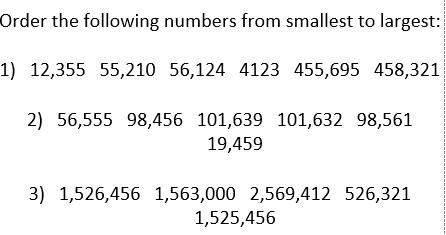 Order the following numbers from smallest to largest:
1) 12,355 55,210 56,124 4123 455,695 458,321
2) 56,555 98,456 101,639 101,632 98,561
19,459
3) 1,526,456 1,563,000 2,569,412 526,321
1,525,456